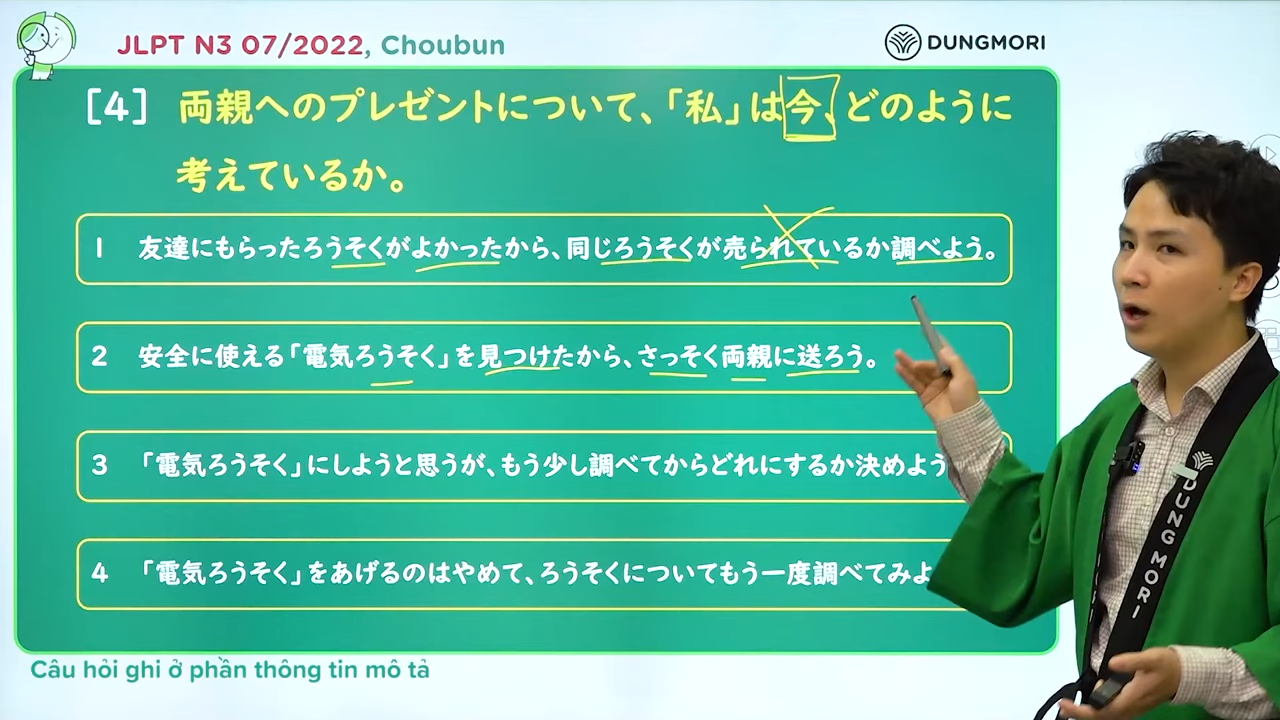 JLPT N3 07/2022, Choubun
DUNGMORI
[4] 両親へのプレゼントについて、「私」は今、どのように
考えているか。
1 友達にもらったろうそくがよかったから、同じろうそくが売られているか調べよう。
2 安全に使える「電気ろうそく」を見つけたから、さっそく両親に送ろう。
3 「電気ろうそく」にしようと思うが、もう少し調べてからどれにするか決めよう
4 「電気ろうそく」をあげるのはやめて、ろうそくについてもう一度調べてみよ
Câu hỏi ghi ở phần thông tin mô tả
DUNG MORI